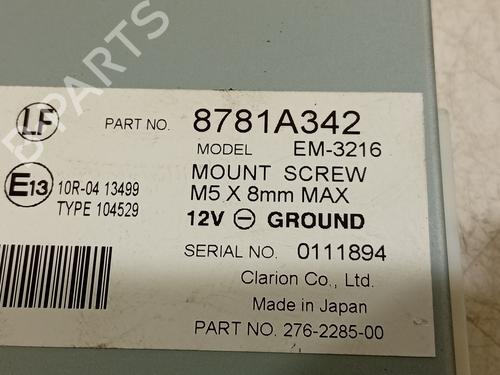 LF
PART NO. 8781A342
MODEL EM-3216
MOUNT SCREW
M5 X 8mm MAX
E13
10R-04 13499
TYPE 104529
12V ⊖ GROUND
SERIAL NO. 0111894
Clarion Co., Ltd.
Made in Japan
PART NO. 276-2285-00
B PARTS